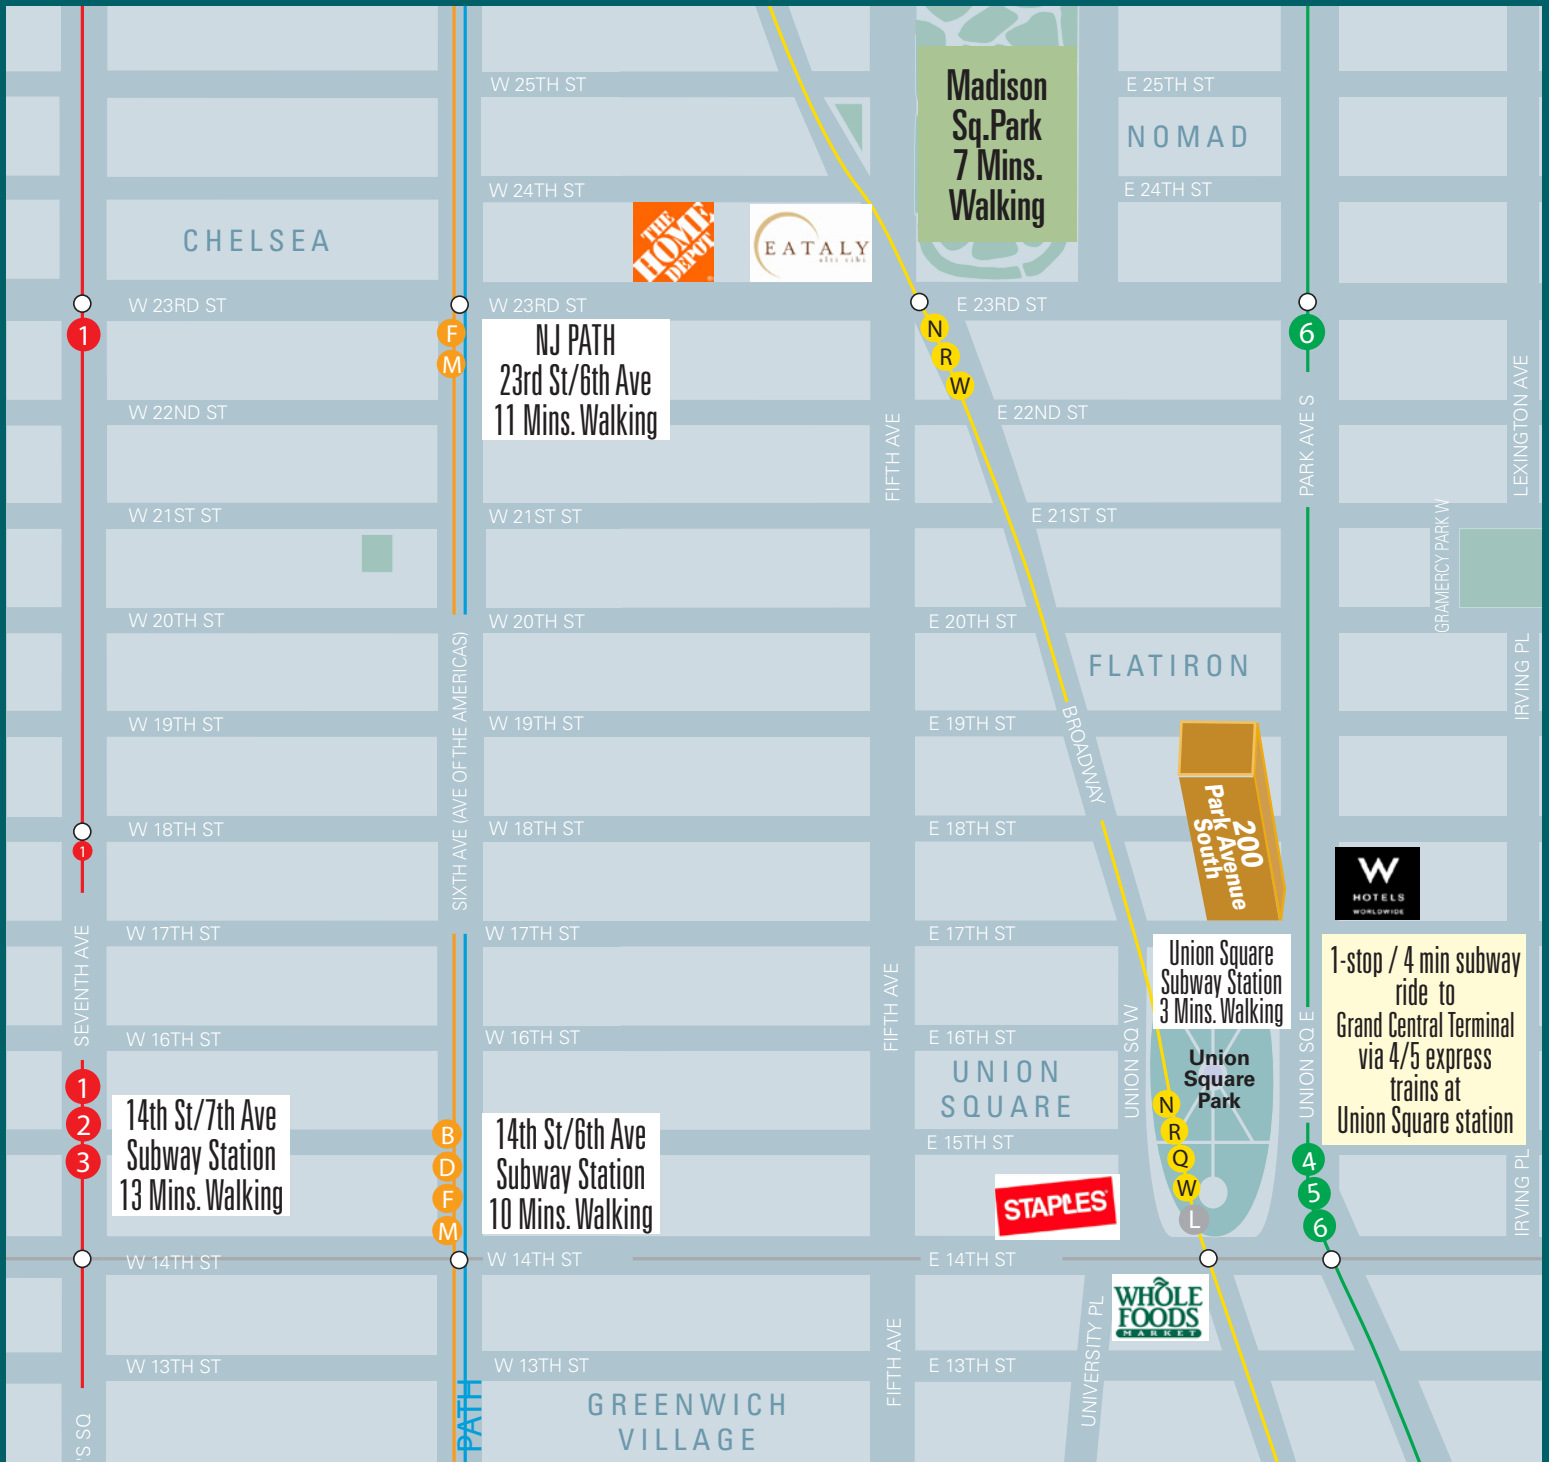 W 25TH ST
E 25TH ST
Madison
Sq.Park
7 Mins.
Walking
NOMAD
W 24TH ST
E 24TH ST
CHELSEA
THE
HOME
DEPOT
EATALY
W 23RD ST
W 23RD ST
E 23RD ST
1
F
M
N
R
W
6
NJ PATH
23rd St/6th Ave
11 Mins. Walking
W 22ND ST
E 22ND ST
FIFTH AVE
PARK AVE S
LEXINGTON AVE
W 21ST ST
W 21ST ST
E 21ST ST
GRAMERCY PARK W
W 20TH ST
W 20TH ST
E 20TH ST
FLATIRON
SIXTH AVE (AVE OF THE AMERICAS)
IRVING PL
W 19TH ST
W 19TH ST
E 19TH ST
BROADWAY
200
Park Avenue
South
W 18TH ST
W 18TH ST
E 18TH ST
1
W
HOTELS
WORLDWIDE
W 17TH ST
W 17TH ST
E 17TH ST
SEVENTH AVE
FIFTH AVE
Union Square
Subway Station
3 Mins. Walking
1-stop / 4 min subway
ride to
Grand Central Terminal
via 4/5 express
trains at
Union Square station
W 16TH ST
W 16TH ST
E 16TH ST
UNION SQ W
UNION SQ E
UNION
SQUARE
Union
Square
Park
1
2
3
14th St/7th Ave
Subway Station
13 Mins. Walking
B
D
F
M
14th St/6th Ave
Subway Station
10 Mins. Walking
E 15TH ST
N
R
Q
W
L
4
5
6
STAPLES
IRVING PL
W 14TH ST
W 14TH ST
E 14TH ST
WHOLE
FOODS
MARKET
UNIVERSITY PL
FIFTH AVE
W 13TH ST
W 13TH ST
E 13TH ST
PATH
GREENWICH
VILLAGE
'S SQ